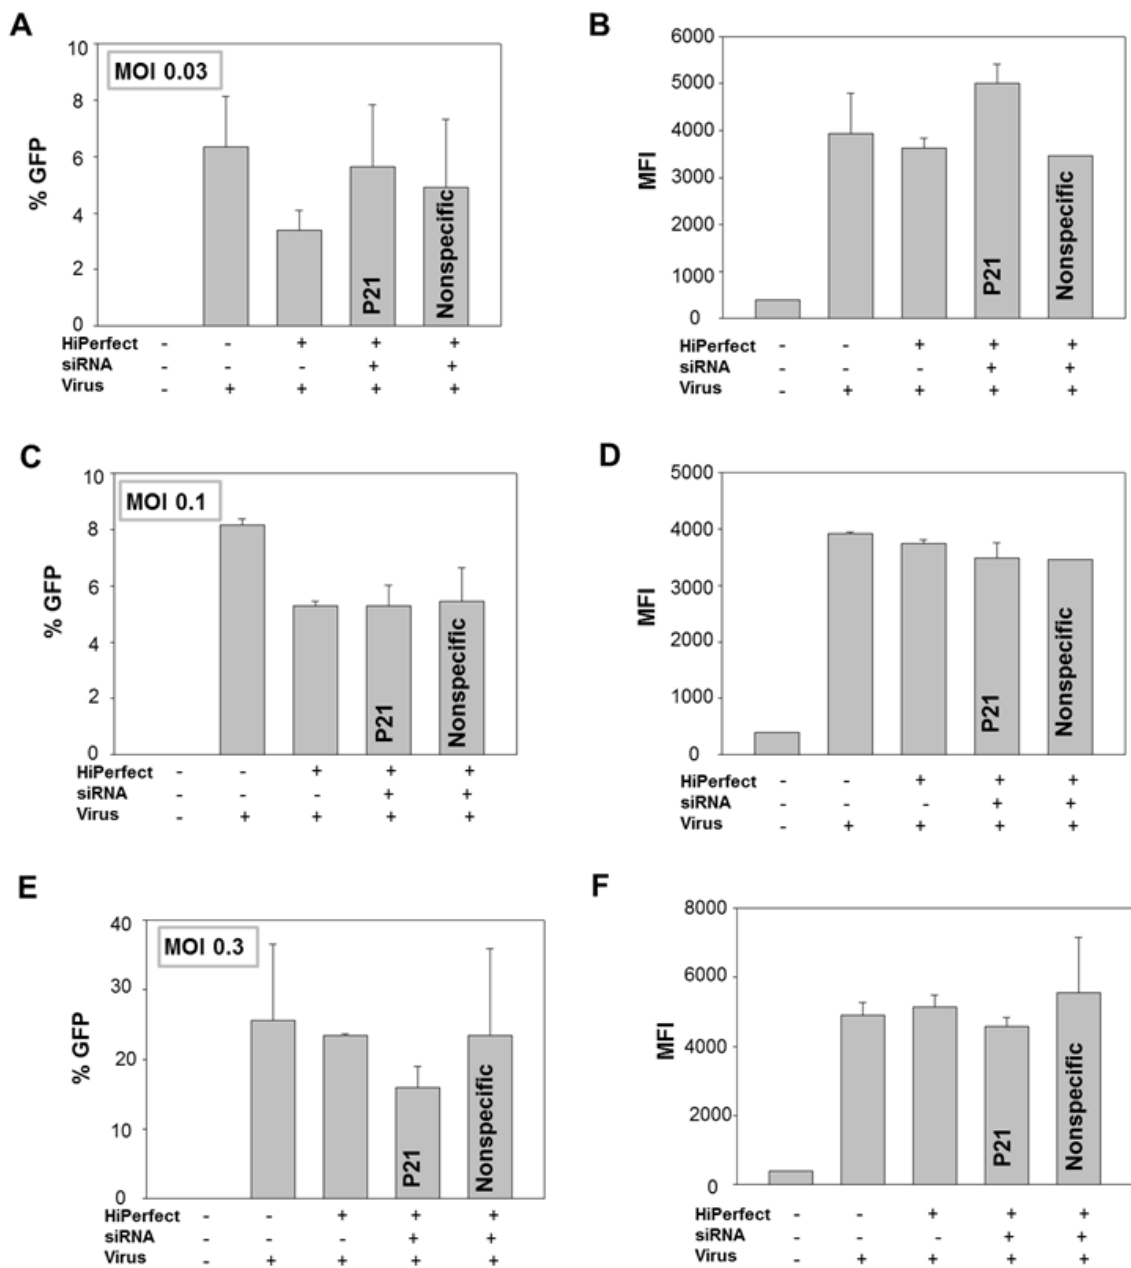 A
MOI 0.03
% GFP
10
8
6
4
2
0
P21
Nonspecific
HiPerfect - - + + +
siRNA - - - + +
Virus - + + + +
B
MFI
6000
5000
4000
3000
2000
1000
0
P21
Nonspecific
HiPerfect - - + + +
siRNA - - - + +
Virus - + + + +
C
MOI 0.1
% GFP
10
8
6
4
2
0
P21
Nonspecific
HiPerfect - - + + +
siRNA - - - + +
Virus - + + + +
D
MFI
5000
4000
3000
2000
1000
0
P21
Nonspecific
HiPerfect - - + + +
siRNA - - - + +
Virus - + + + +
E
MOI 0.3
% GFP
40
30
20
10
0
P21
Nonspecific
HiPerfect - - + + +
siRNA - - - + +
Virus - + + + +
F
MFI
8000
6000
4000
2000
0
P21
Nonspecific
HiPerfect - - + + +
siRNA - - - + +
Virus - + + + +